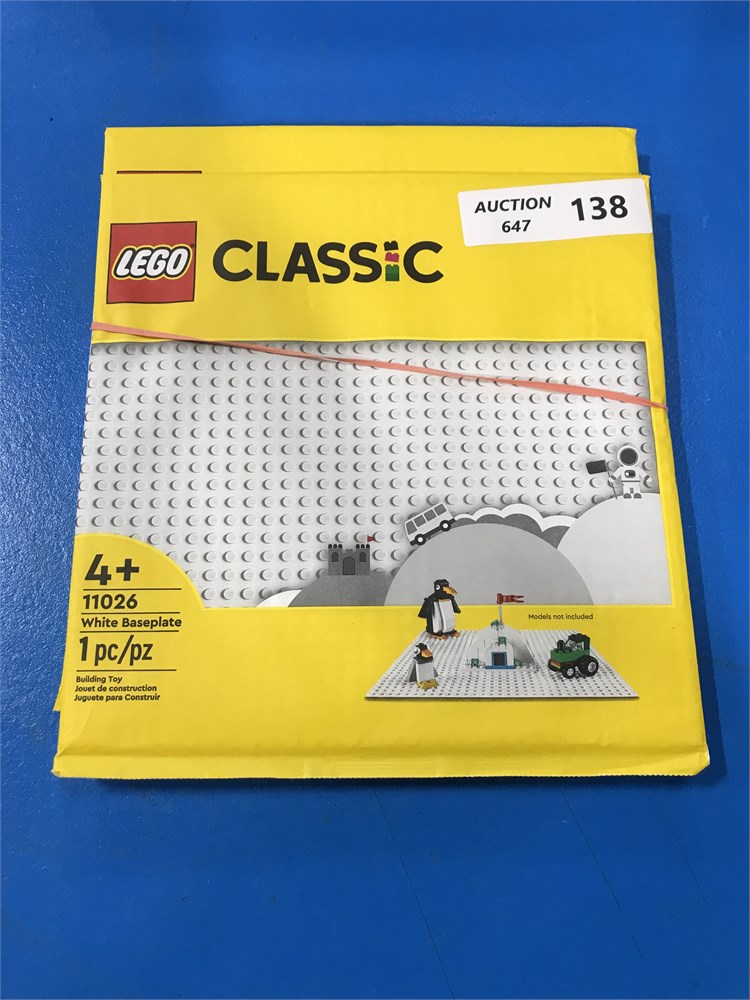 AUCTION
647
138
LEGO
CLASSIC
4+
11026
White Baseplate
1 pc/pz
Building Toy
Jouet de construction
Juguete para Construir
Models not included